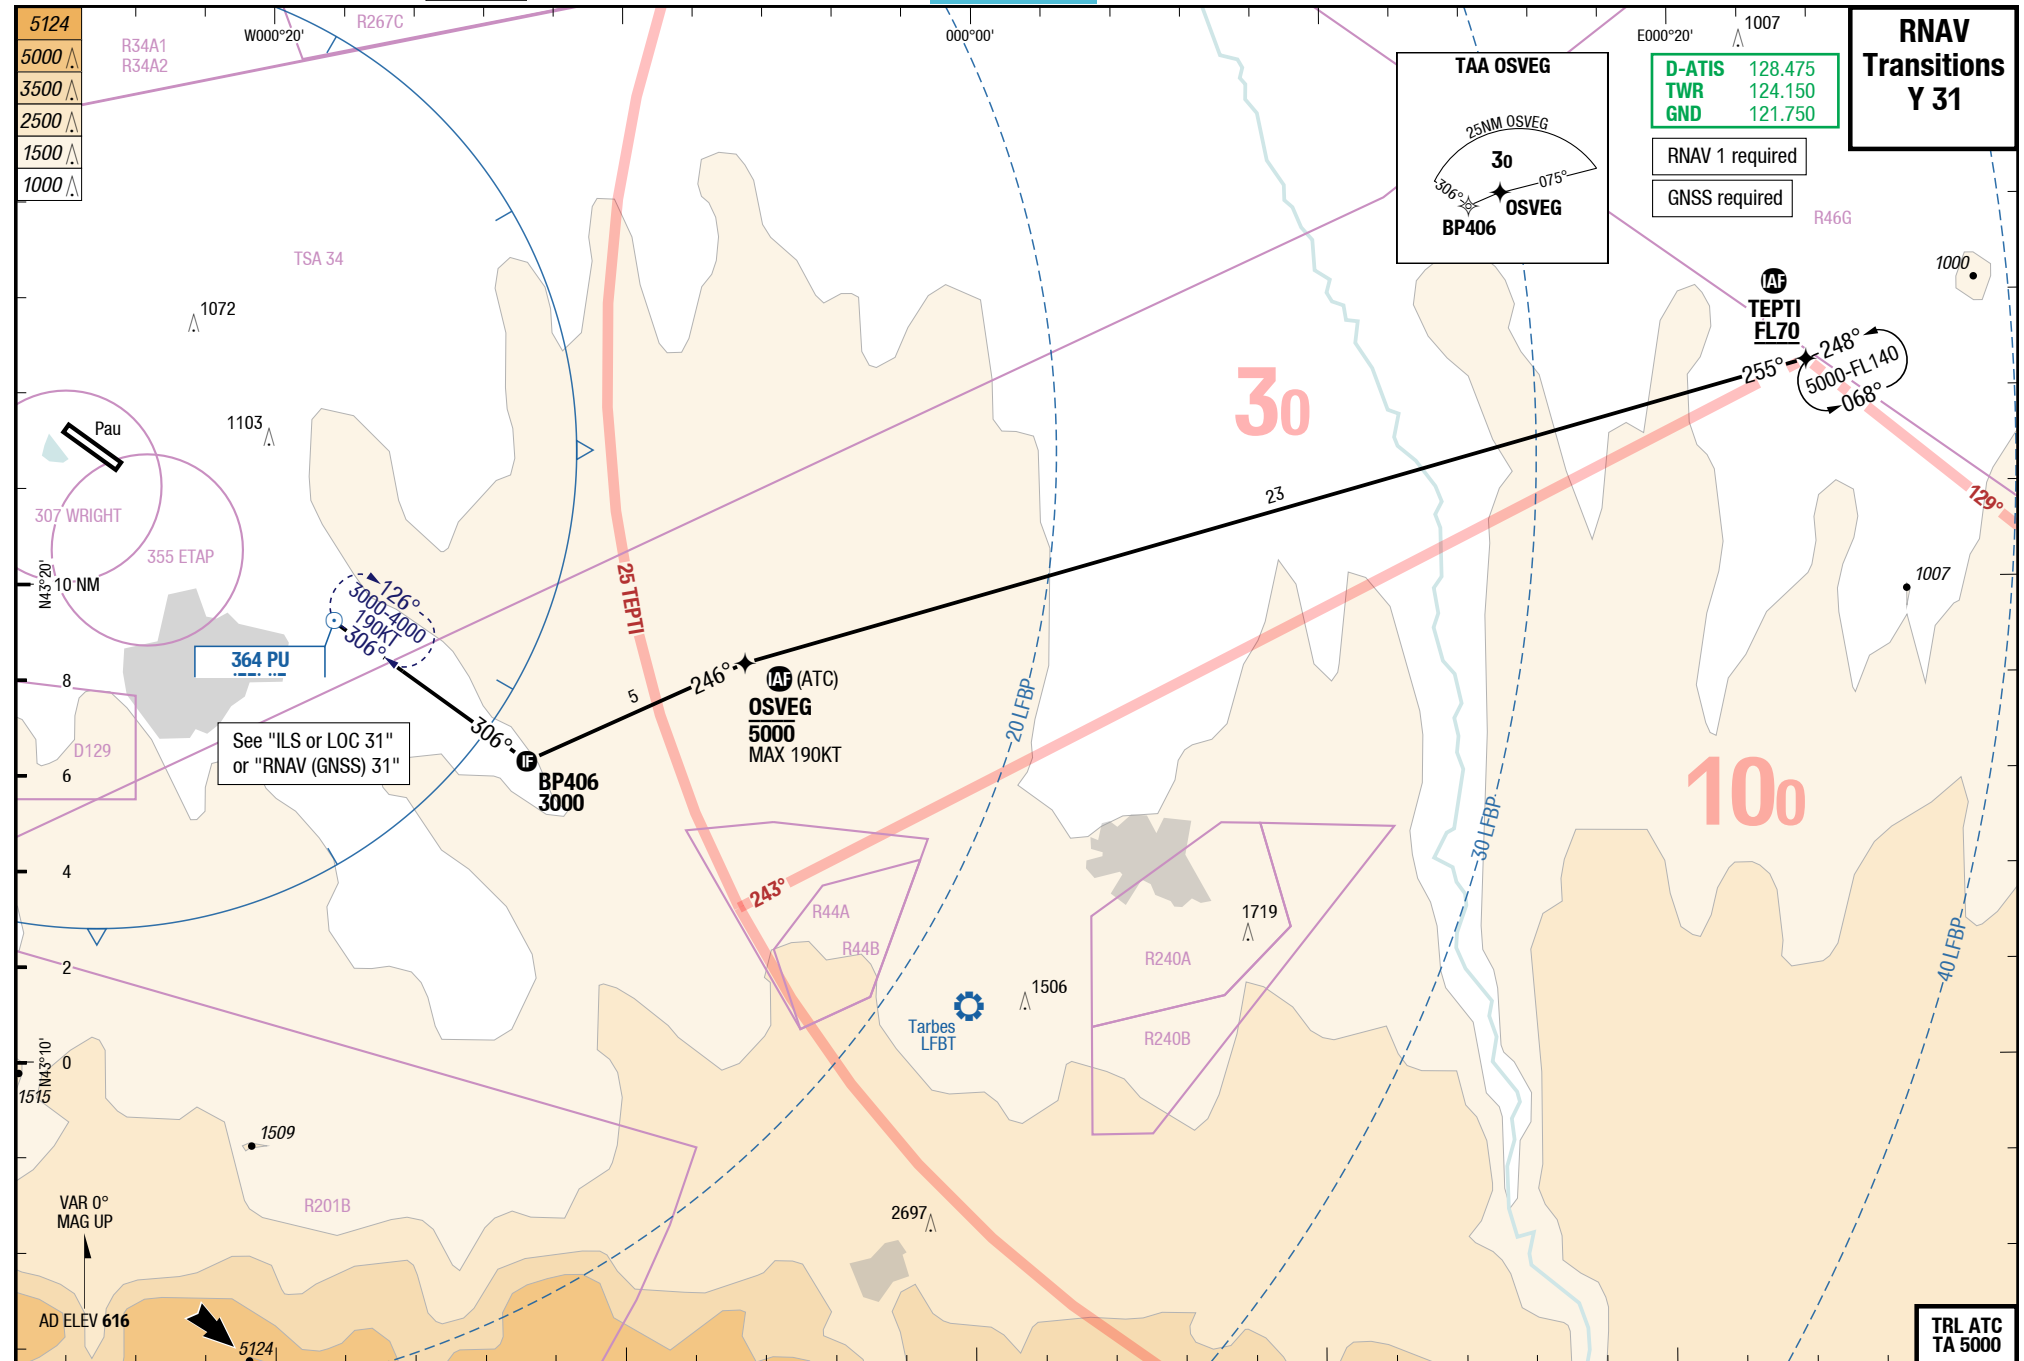 5124
5000
3500
2500
1500
1000
R34A1
R34A2
W000°20'
R267C
000°00'
E000°20'
1007
RNAV
Transitions
Y 31
D-ATIS 128.475
TWR 124.150
GND 121.750
RNAV 1 required
GNSS required
TAA OSVEG
25NM OSVEG
30
306°
075°
OSVEG
BP406
R46G
TSA 34
1000
1072
IAF
TEPTI
FL70
248°
5000-FL140
068°
255°
30
1103
Pau
307 WRIGHT
355 ETAP
129°
23
N43°20'
10 NM
126°
3000-4000
190KT
306°
25 TEPTI
1007
364 PU
8
5
246°
IAF (ATC)
OSVEG
5000
MAX 190KT
20 LFBP
306°
IF
BP406
3000
See "ILS or LOC 31"
or "RNAV (GNSS) 31"
D129
6
100
30 LFBP
4
243°
R44A
R44B
1719
R240A
40 LFBP
2
1506
Tarbes
LFBT
R240B
N43°10'
0
1515
1509
R201B
VAR 0°
MAG UP
2697
AD ELEV 616
5124
TRL ATC
TA 5000